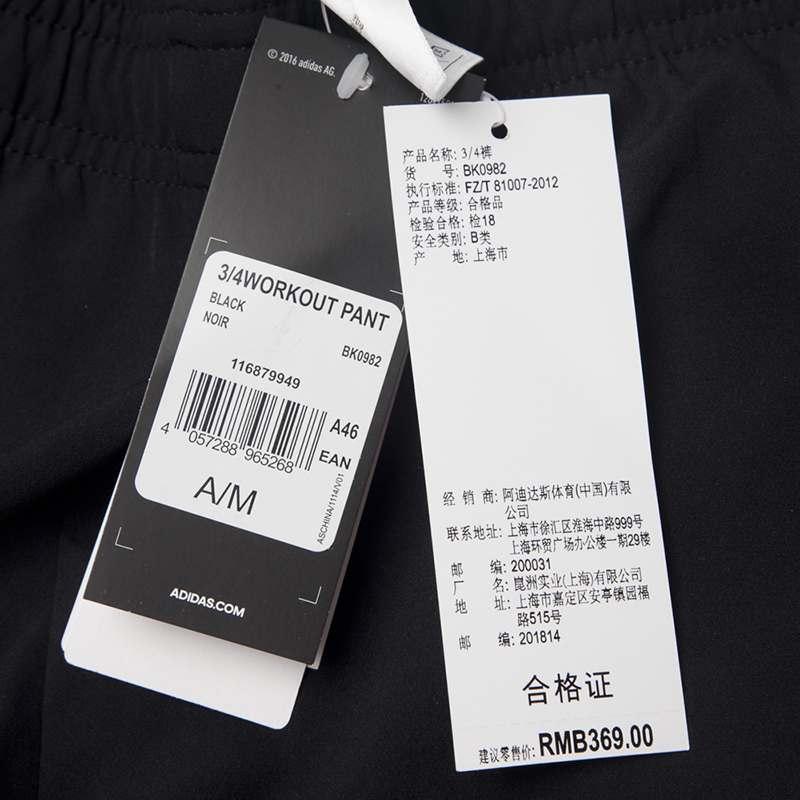 © 2016 adidas AG.
3/4WORKOUT PANT
BLACK
NOIR
BK0982
116879949
A46
4 057288 965268
EAN
A/M
ASCHINA/1114/V01
ADIDAS.COM
产品名称: 3/4裤
货 号: BK0982
执行标准: FZ/T 81007-2012
产品等级: 合格品
检验合格: 检18
安全类别: B类
产 地: 上海市
经 销 商: 阿迪达斯体育(中国)有限
公司
联系地址: 上海市徐汇区淮海中路999号
上海环贸广场办公楼一期29楼
邮 编: 200031
厂 名: 崑洲实业(上海)有限公司
地 址: 上海市嘉定区安亭镇园福
路515号
邮 编: 201814
合格证
建议零售价: RMB369.00